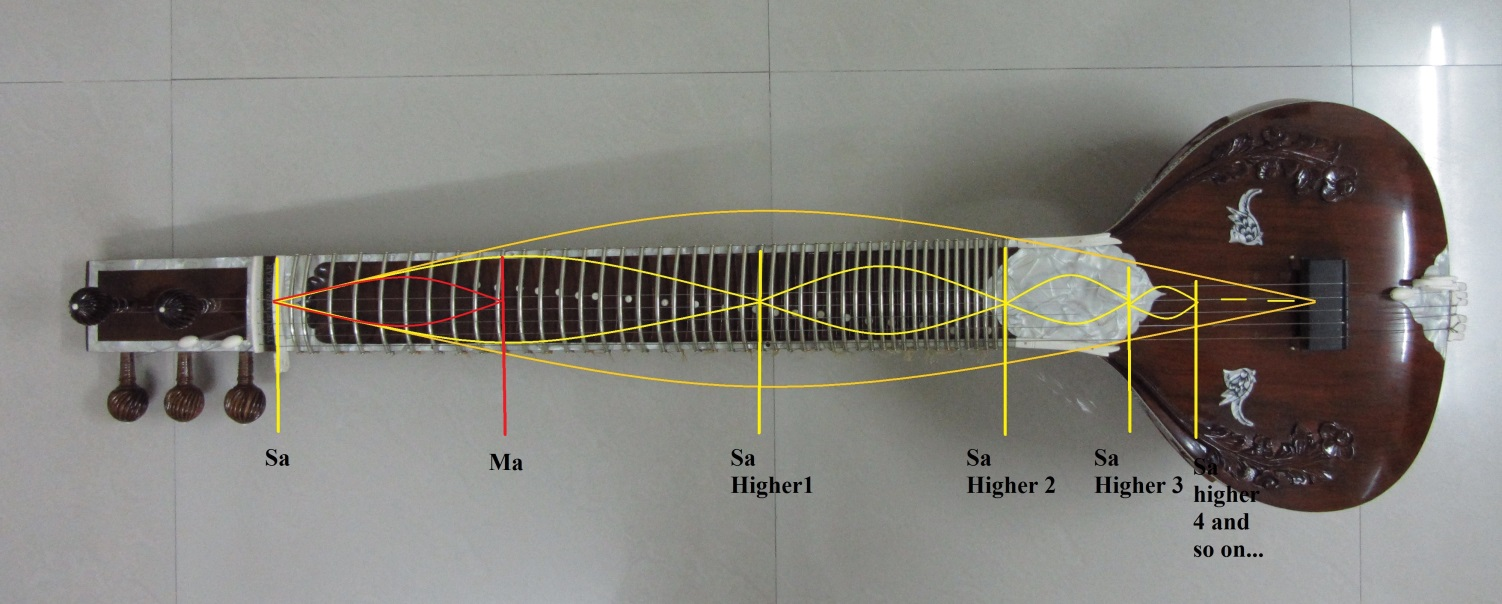 Sa
Ma
Sa
Higher1
Sa
Higher 2
Sa
Higher 3
Sa
higher
4 and
so on...